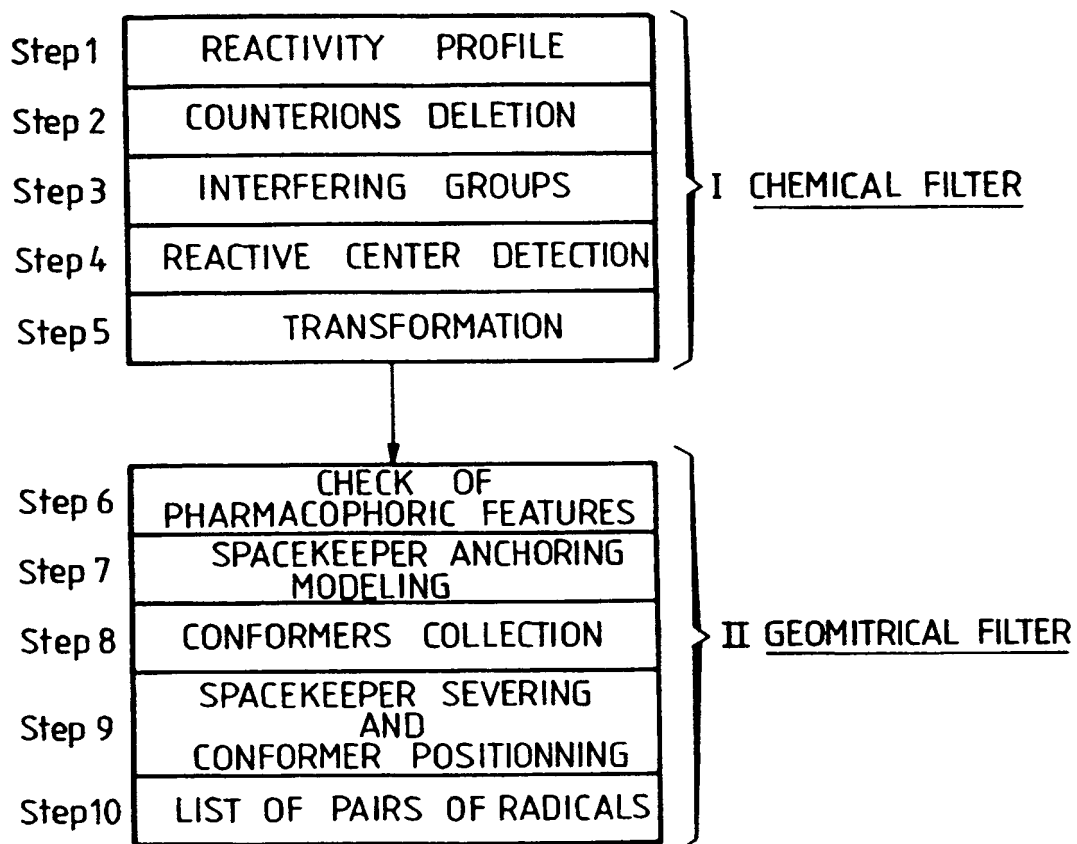 Step 1 REACTIVITY PROFILE
Step 2 COUNTERIONS DELETION
Step 3 INTERFERING GROUPS
I CHEMICAL FILTER
Step 4 REACTIVE CENTER DETECTION
Step 5 TRANSFORMATION
Step 6 CHECK OF
PHARMACOPHORIC FEATURES
Step 7 SPACEKEEPER ANCHORING
MODELING
Step 8 CONFORMERS COLLECTION
II GEOMITRICAL FILTER
Step 9 SPACEKEEPER SEVERING
AND
CONFORMER POSITIONNING
Step 10 LIST OF PAIRS OF RADICALS